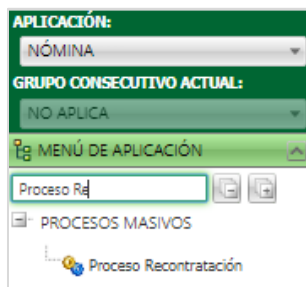 APLICACIÓN:
NÓMINA
GRUPO CONSECUTIVO ACTUAL:
NO APLICA
MENÚ DE APLICACIÓN
Proceso Re
PROCESOS MASIVOS
Proceso Recontratación